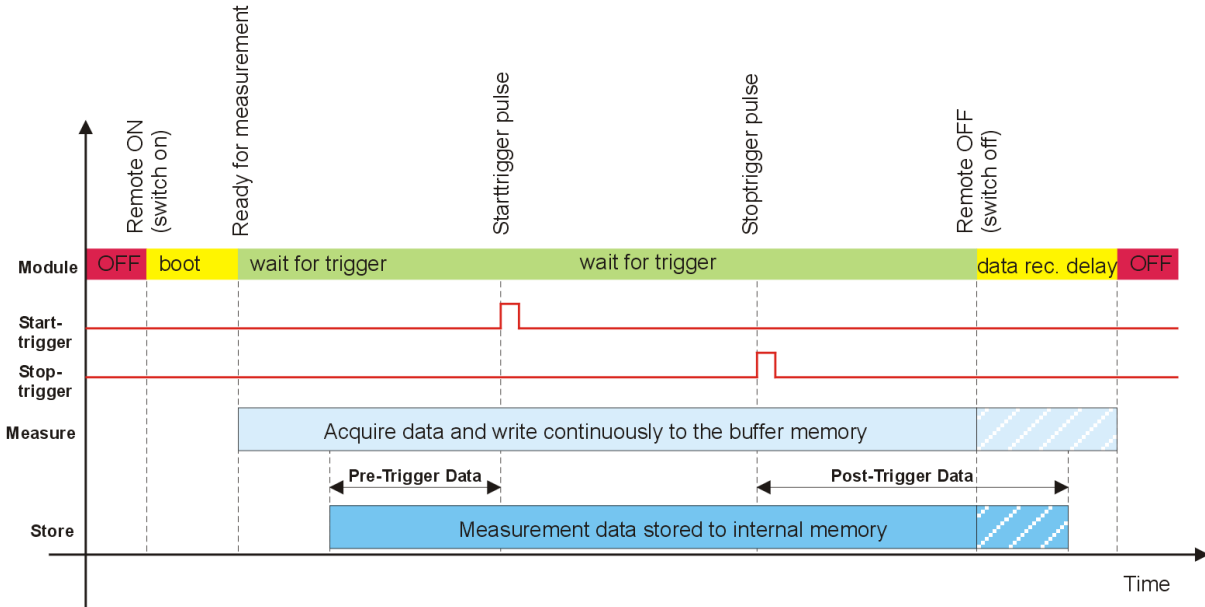 Remote ON
(switch on)
Ready for measurement
Starttrigger pulse
Stoptrigger pulse
Remote OFF
(switch off)
Module
OFF
boot
wait for trigger
wait for trigger
data rec. delay
OFF
Start-
trigger
Stop-
trigger
Measure
Acquire data and write continuously to the buffer memory
Pre-Trigger Data
Post-Trigger Data
Store
Measurement data stored to internal memory
Time